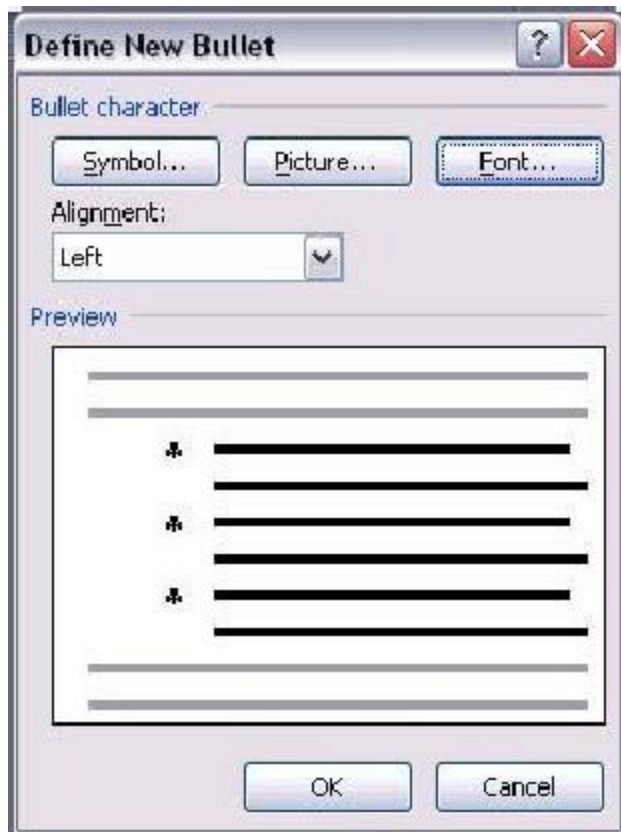 Define New Bullet
Bullet character
Symbol... Picture... Font...
Alignment:
Left
Preview
OK Cancel